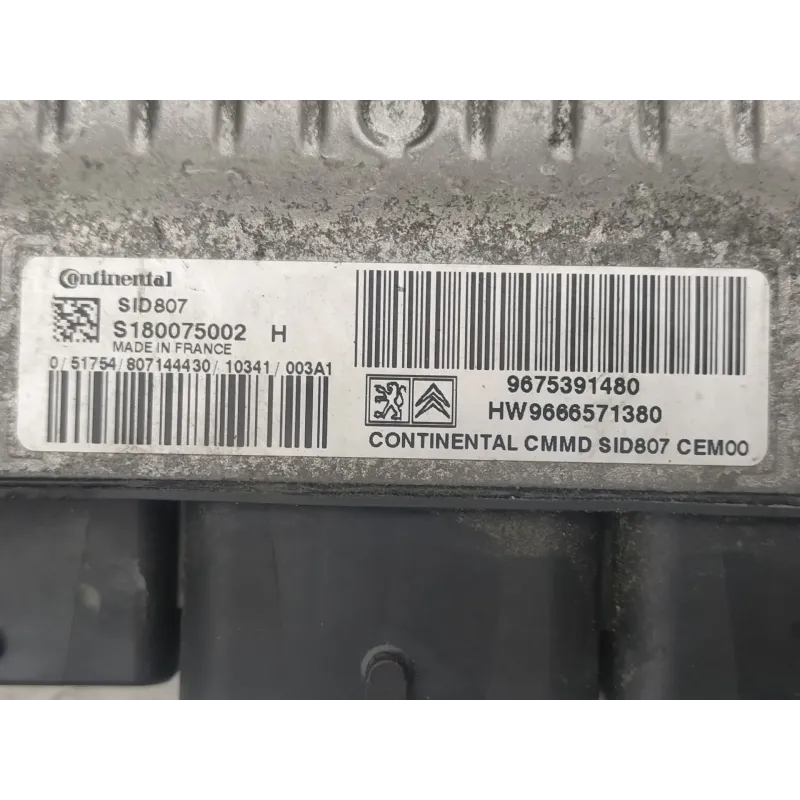 Continental
SID807
S180075002 H
MADE IN FRANCE
0/51754/807144430/10341/003A1
9675391480
HW9666571380
CONTINENTAL CMMD SID807 CEM00